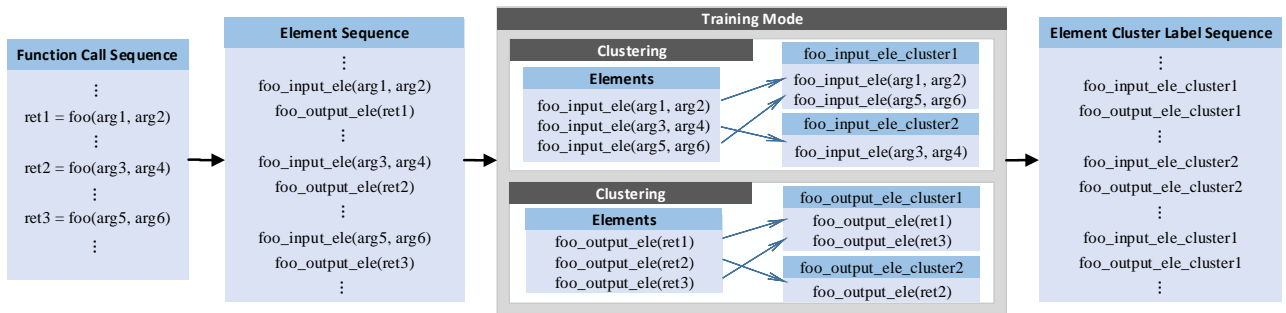 Function Call Sequence
⋮
ret1 = foo(arg1, arg2)
⋮
ret2 = foo(arg3, arg4)
⋮
ret3 = foo(arg5, arg6)
⋮
Element Sequence
⋮
foo_input_ele(arg1, arg2)
foo_output_ele(ret1)
⋮
foo_input_ele(arg3, arg4)
foo_output_ele(ret2)
⋮
foo_input_ele(arg5, arg6)
foo_output_ele(ret3)
⋮
Training Mode
Clustering
Elements
foo_input_ele(arg1, arg2)
foo_input_ele(arg3, arg4)
foo_input_ele(arg5, arg6)
foo_input_ele_cluster1
foo_input_ele(arg1, arg2)
foo_input_ele(arg5, arg6)
foo_input_ele_cluster2
foo_input_ele(arg3, arg4)
Clustering
Elements
foo_output_ele(ret1)
foo_output_ele(ret2)
foo_output_ele(ret3)
foo_output_ele_cluster1
foo_output_ele(ret1)
foo_output_ele(ret3)
foo_output_ele_cluster2
foo_output_ele(ret2)
Element Cluster Label Sequence
⋮
foo_input_ele_cluster1
foo_output_ele_cluster1
⋮
foo_input_ele_cluster2
foo_output_ele_cluster2
⋮
foo_input_ele_cluster1
foo_output_ele_cluster1
⋮